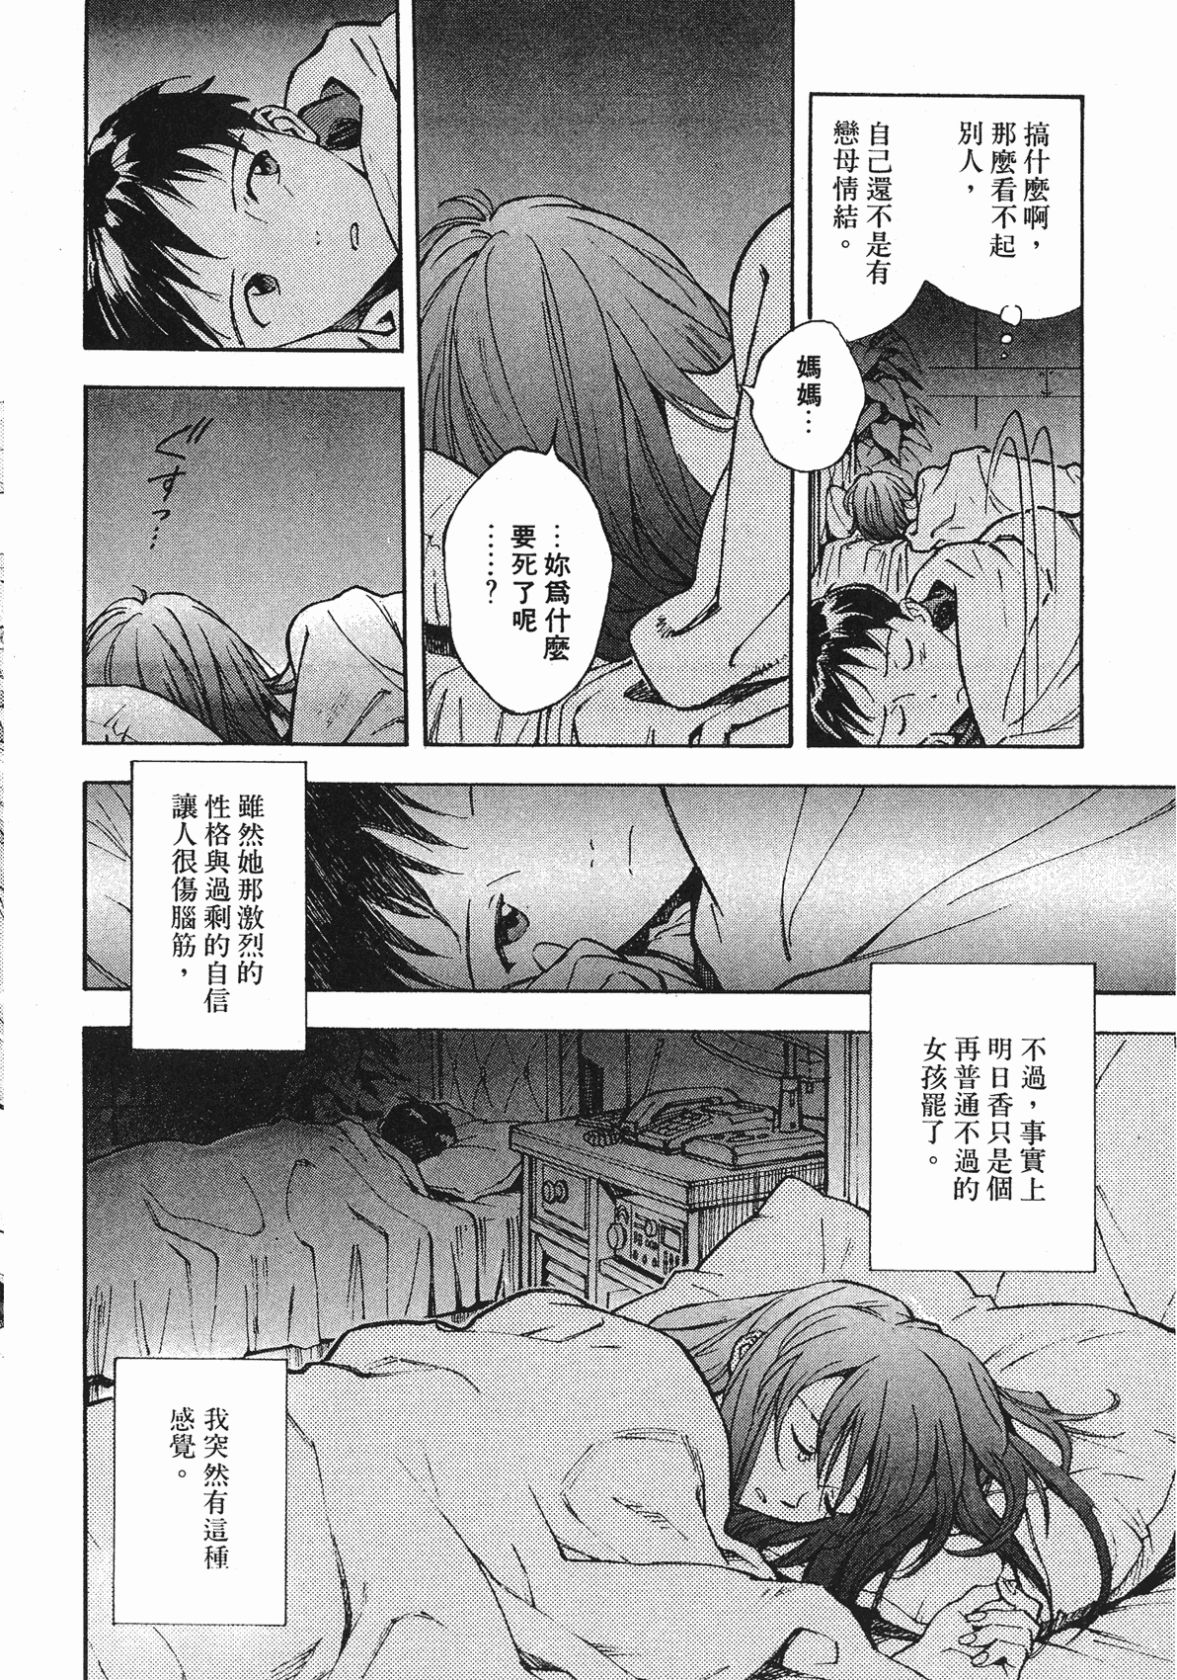 搞什麼啊，
那麼看不起
別人，
自己還不是有
戀母情結。
媽媽…
…妳爲什麼
要死了呢
……?
ぐすっ…
不過，事實上
明日香只是個
再普通不過的
女孩罷了。
雖然她那激烈的
性格與過剩的自信
讓人很傷腦筋，
我突然有這種
感覺。